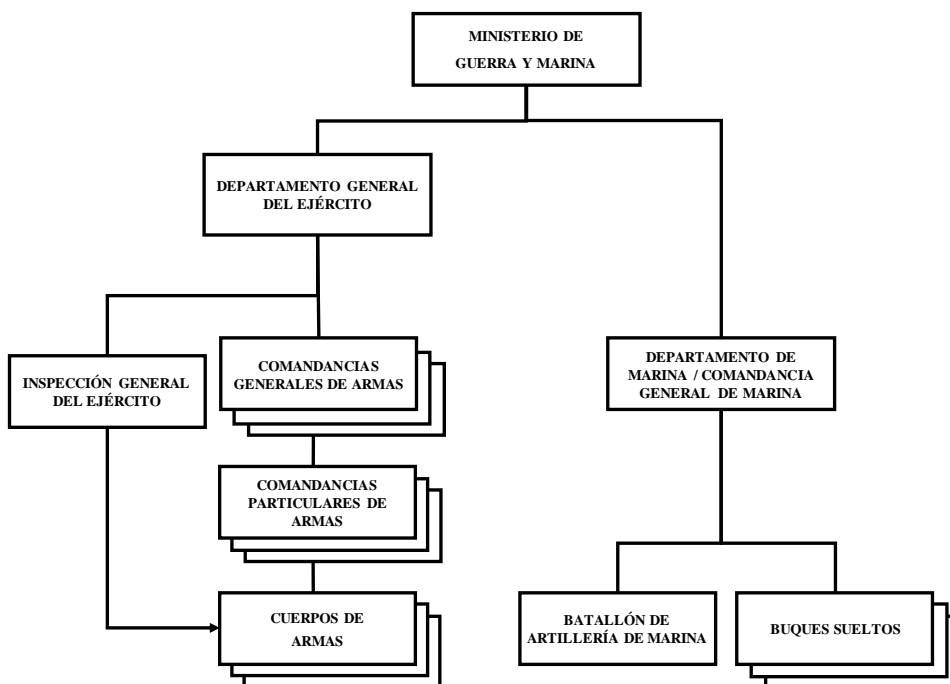 MINISTERIO DE
GUERRA Y MARINA
DEPARTAMENTO GENERAL
DEL EJÉRCITO
INSPECCIÓN GENERAL
DEL EJÉRCITO
COMANDANCIAS
GENERALES DE ARMAS
DEPARTAMENTO DE
MARINA / COMANDANCIA
GENERAL DE MARINA
COMANDANCIAS
PARTICULARES DE
ARMAS
CUERPOS DE
ARMAS
BATALLÓN DE
ARTILLERÍA DE MARINA
BUQUES SUELTOS